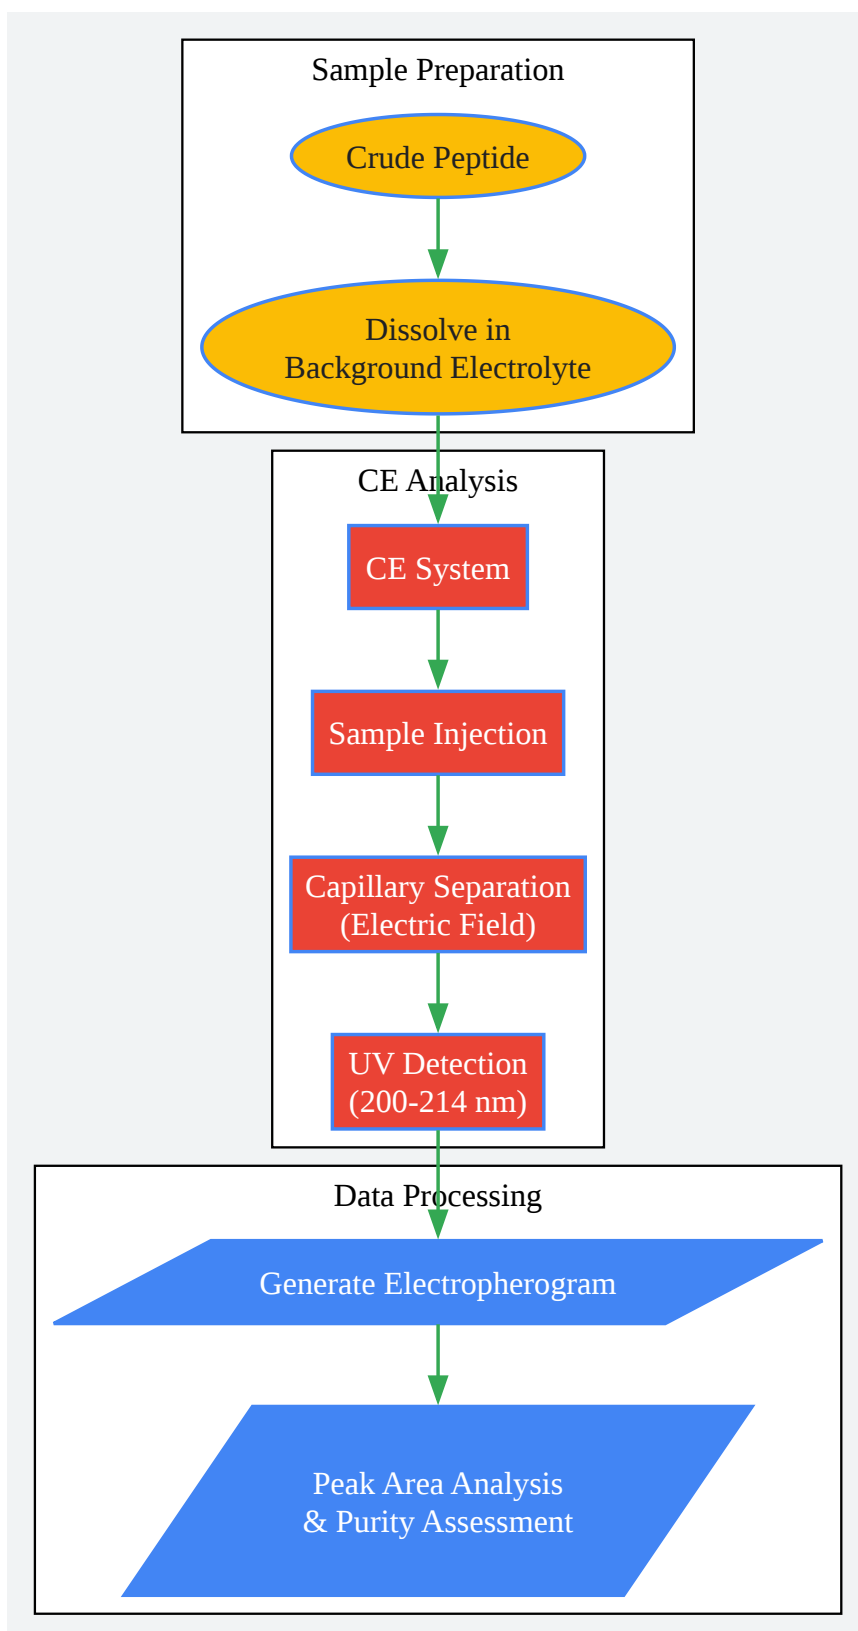 Sample Preparation
Crude Peptide
Dissolve in
Background Electrolyte
CE Analysis
CE System
Sample Injection
Capillary Separation
(Electric Field)
UV Detection
(200-214 nm)
Data Processing
Generate Electropherogram
Peak Area Analysis
& Purity Assessment